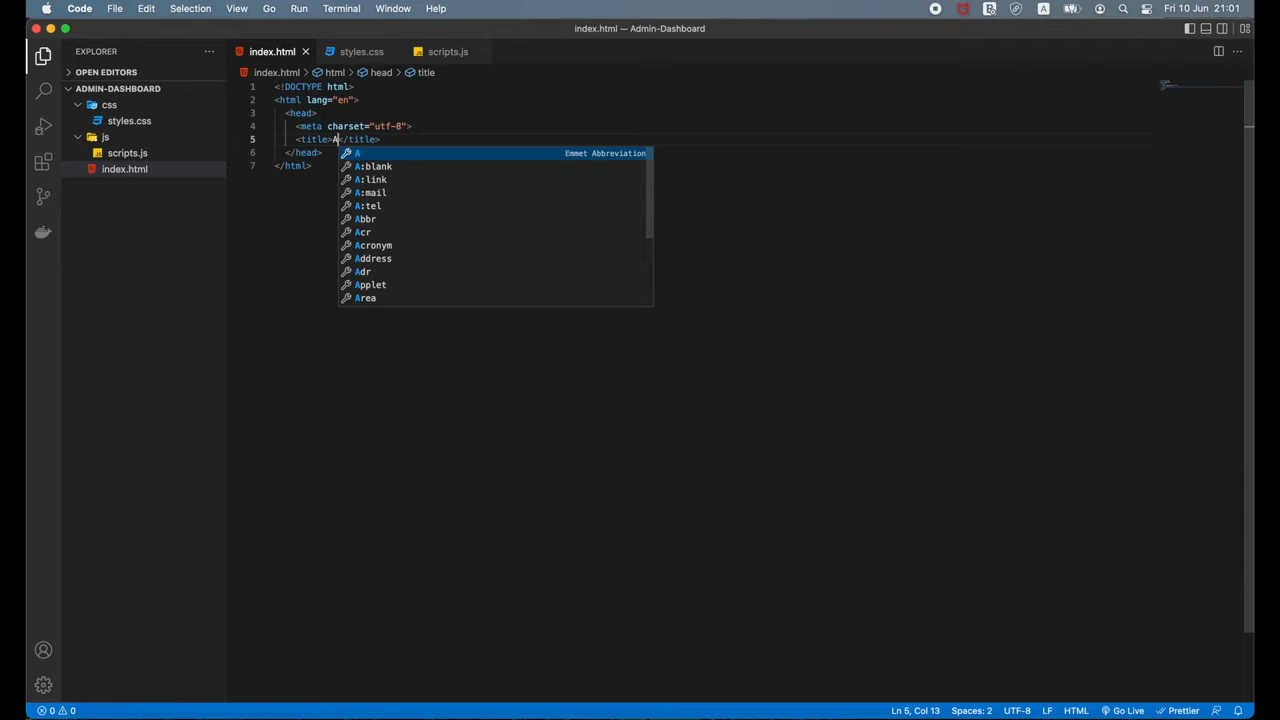 Code File Edit Selection View Go Run Terminal Window Help Fri 10 Jun 21:01
index.html — Admin-Dashboard
EXPLORER
OPEN EDITORS
ADMIN-DASHBOARD
css
styles.css
js
scripts.js
index.html
index.html styles.css scripts.js
index.html html head title
1 <!DOCTYPE html>
2 <html lang="en">
3 <head>
4 <meta charset="utf-8">
5 <title>A</title>
6 </head>
7 </html>
A Emmet Abbreviation
A:blank
A:link
A:mail
A:tel
Abbr
Acr
Acronym
Address
Adr
Applet
Area
0 0 Ln 5, Col 13 Spaces: 2 UTF-8 LF HTML Go Live Prettier